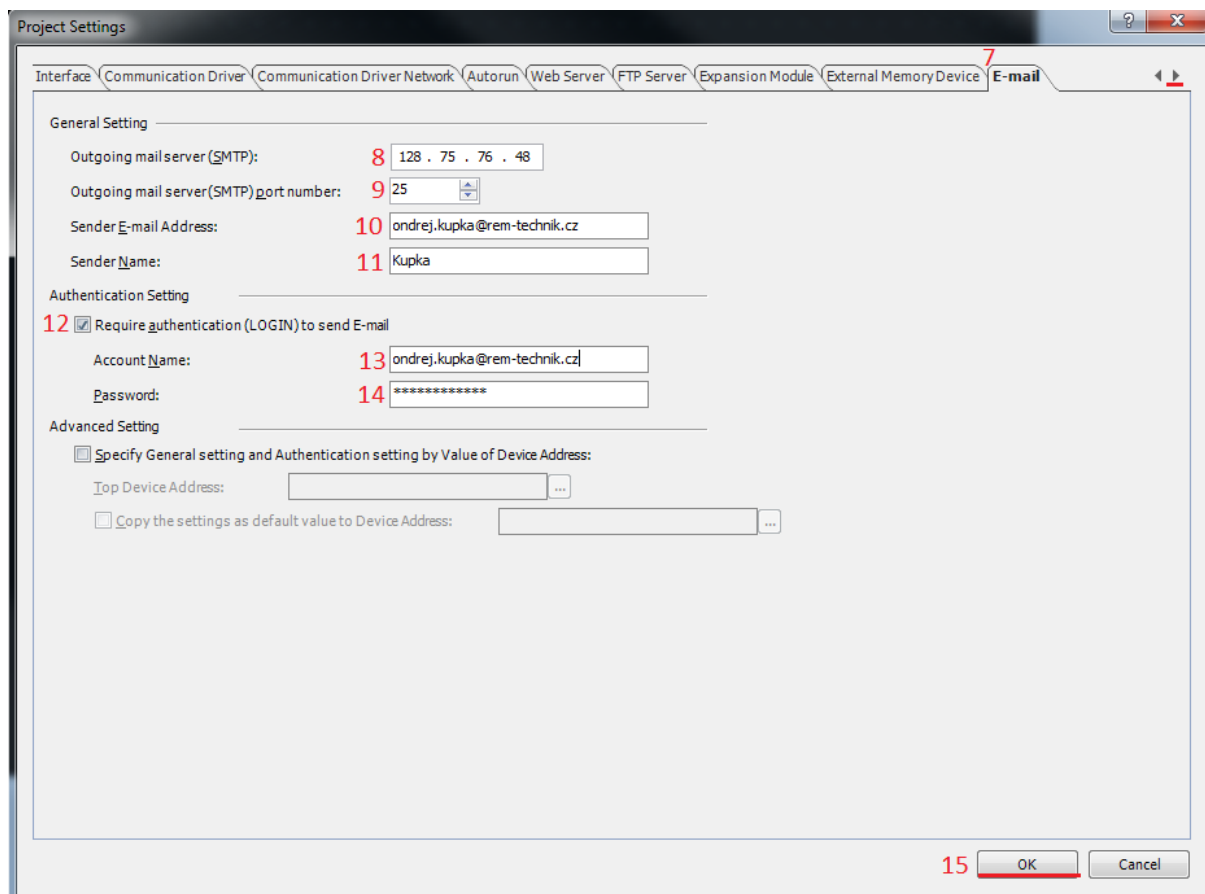 Project Settings
7
Interface Communication Driver Communication Driver Network Autorun Web Server FTP Server Expansion Module External Memory Device E-mail
General Setting
Outgoing mail server (SMTP): 8 128 . 75 . 76 . 48
Outgoing mail server(SMTP) port number: 9 25
Sender E-mail Address: 10 ondrej.kupka@rem-technik.cz
Sender Name: 11 Kupka
Authentication Setting
12 Require authentication (LOGIN) to send E-mail
Account Name: 13 ondrej.kupka@rem-technik.cz
Password: 14 ************
Advanced Setting
Specify General setting and Authentication setting by Value of Device Address:
Top Device Address: ...
Copy the settings as default value to Device Address: ...
15 OK Cancel